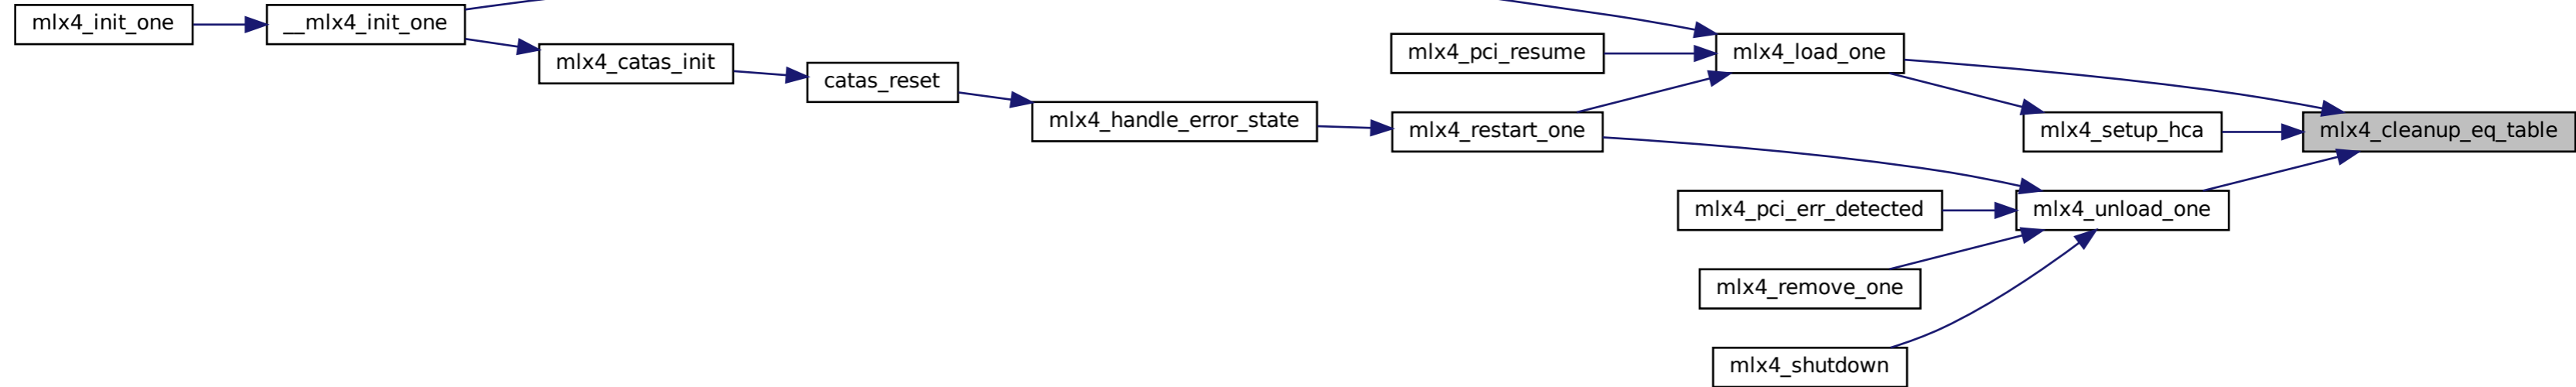 mlx4_init_one
__mlx4_init_one
mlx4_catas_init
catas_reset
mlx4_handle_error_state
mlx4_pci_resume
mlx4_restart_one
mlx4_load_one
mlx4_setup_hca
mlx4_cleanup_eq_table
mlx4_pci_err_detected
mlx4_unload_one
mlx4_remove_one
mlx4_shutdown